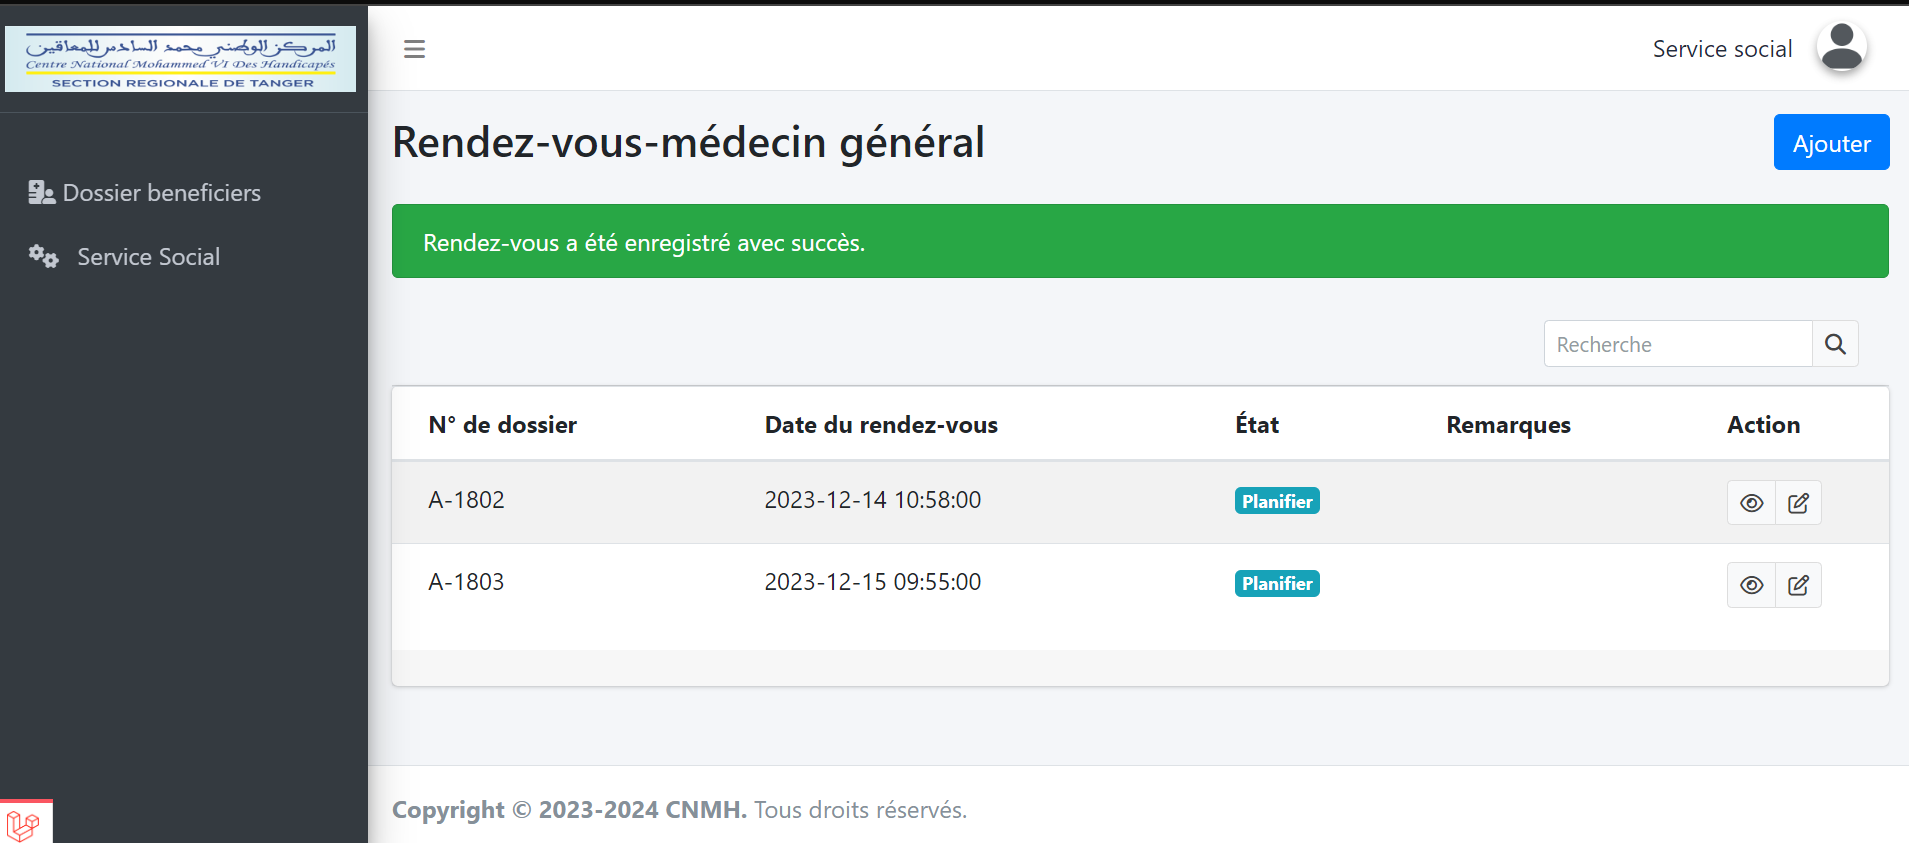 المركز الوطني محمد السادس للمعاقين
Centre National Mohammed VI Des Handicapés
SECTION REGIONALE DE TANGER
Service social
Dossier beneficiers
Service Social
Rendez-vous-médecin général
Ajouter
Rendez-vous a été enregistré avec succès.
Recherche
N° de dossier Date du rendez-vous État Remarques Action
A-1802 2023-12-14 10:58:00 Planifier
A-1803 2023-12-15 09:55:00 Planifier
Copyright © 2023-2024 CNMH. Tous droits réservés.